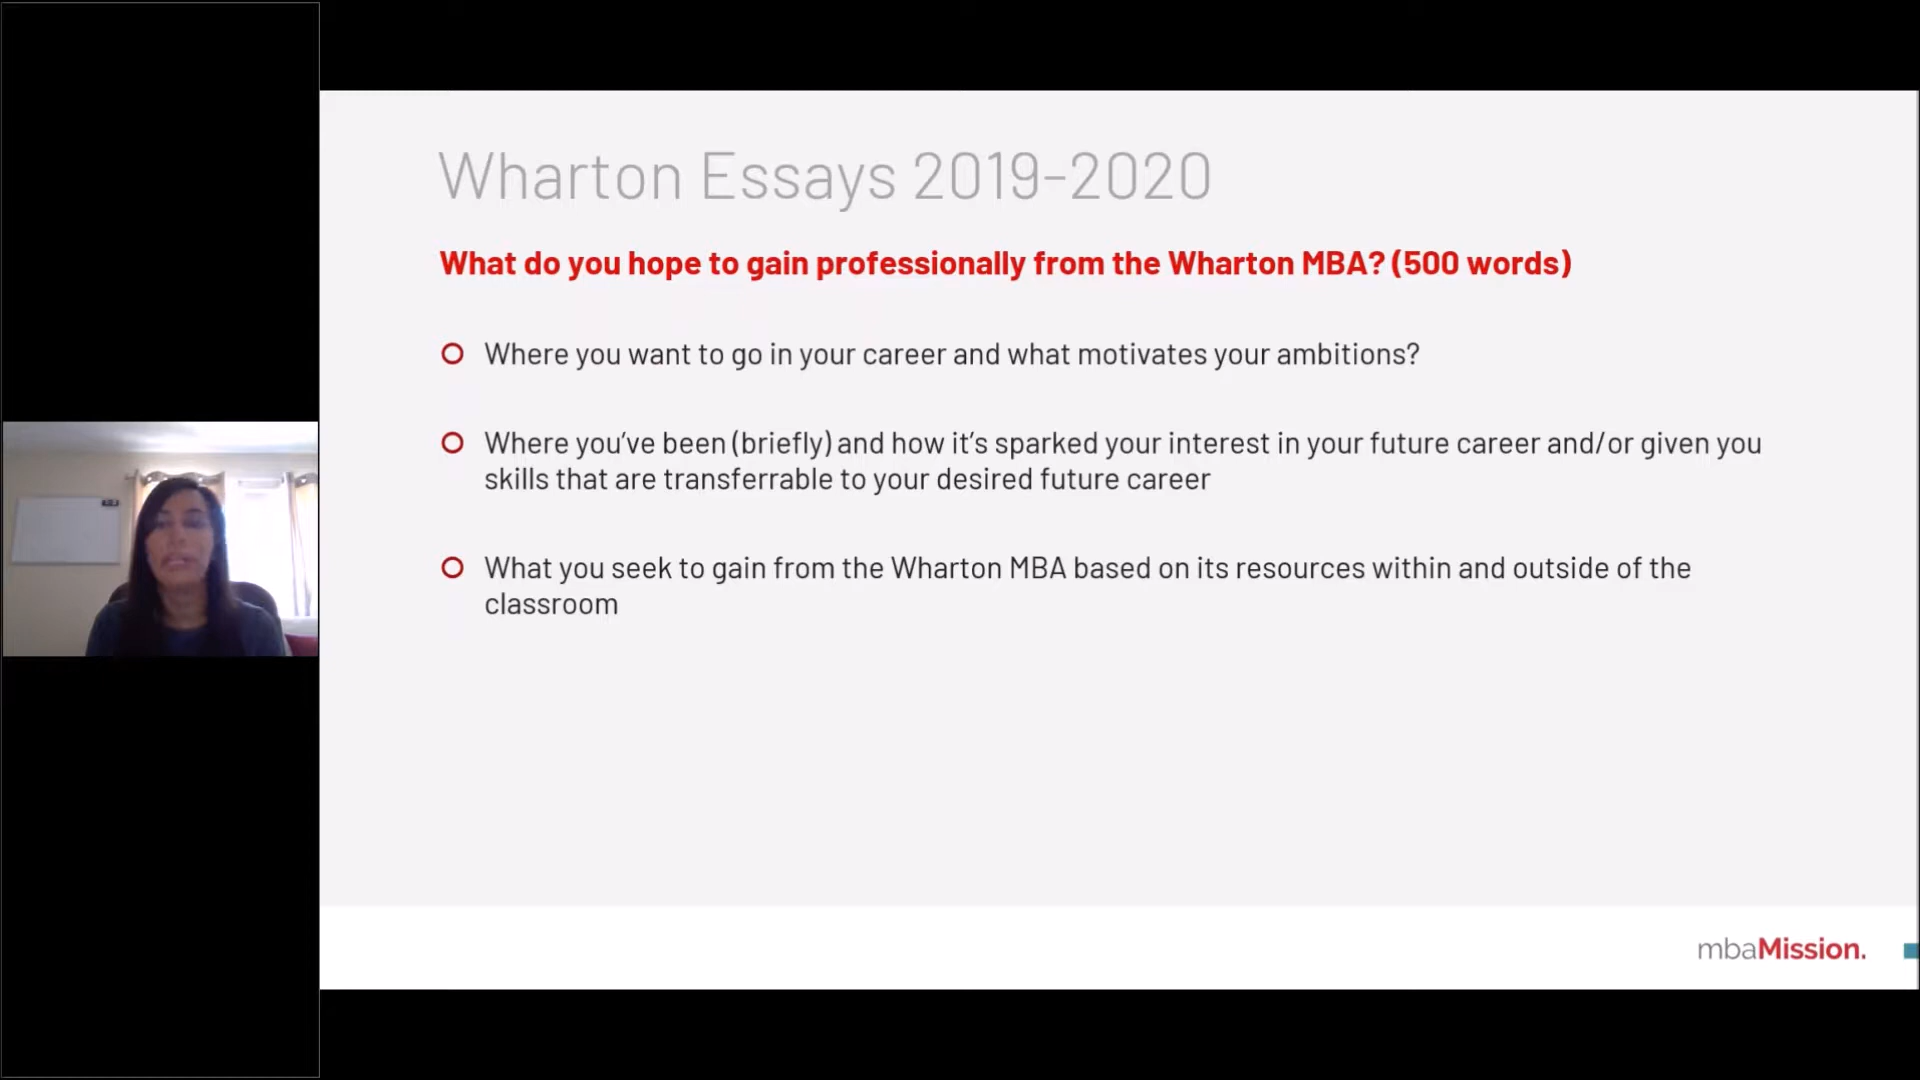 Wharton Essays 2019-2020
What do you hope to gain professionally from the Wharton MBA? (500 words)
Where you want to go in your career and what motivates your ambitions?
Where you've been (briefly) and how it's sparked your interest in your future career and/or given you
skills that are transferrable to your desired future career
What you seek to gain from the Wharton MBA based on its resources within and outside of the
classroom
mbaMission.